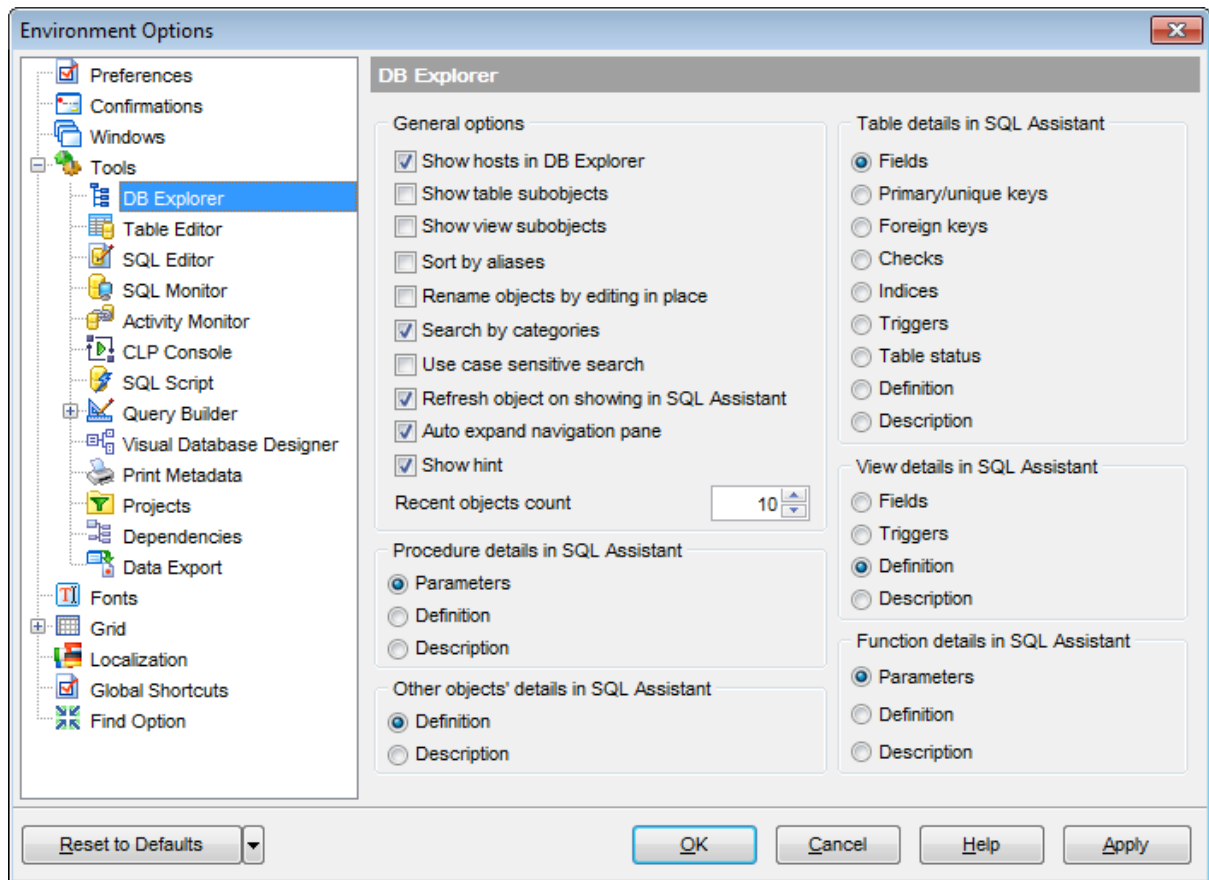 Environment Options
Preferences
Confirmations
Windows
Tools
DB Explorer
Table Editor
SQL Editor
SQL Monitor
Activity Monitor
CLP Console
SQL Script
Query Builder
Visual Database Designer
Print Metadata
Projects
Dependencies
Data Export
Fonts
Grid
Localization
Global Shortcuts
Find Option
DB Explorer
General options
Show hosts in DB Explorer
Show table subobjects
Show view subobjects
Sort by aliases
Rename objects by editing in place
Search by categories
Use case sensitive search
Refresh object on showing in SQL Assistant
Auto expand navigation pane
Show hint
Recent objects count 10
Procedure details in SQL Assistant
Parameters
Definition
Description
Other objects' details in SQL Assistant
Definition
Description
Table details in SQL Assistant
Fields
Primary/unique keys
Foreign keys
Checks
Indices
Triggers
Table status
Definition
Description
View details in SQL Assistant
Fields
Triggers
Definition
Description
Function details in SQL Assistant
Parameters
Definition
Description
Reset to Defaults
OK
Cancel
Help
Apply